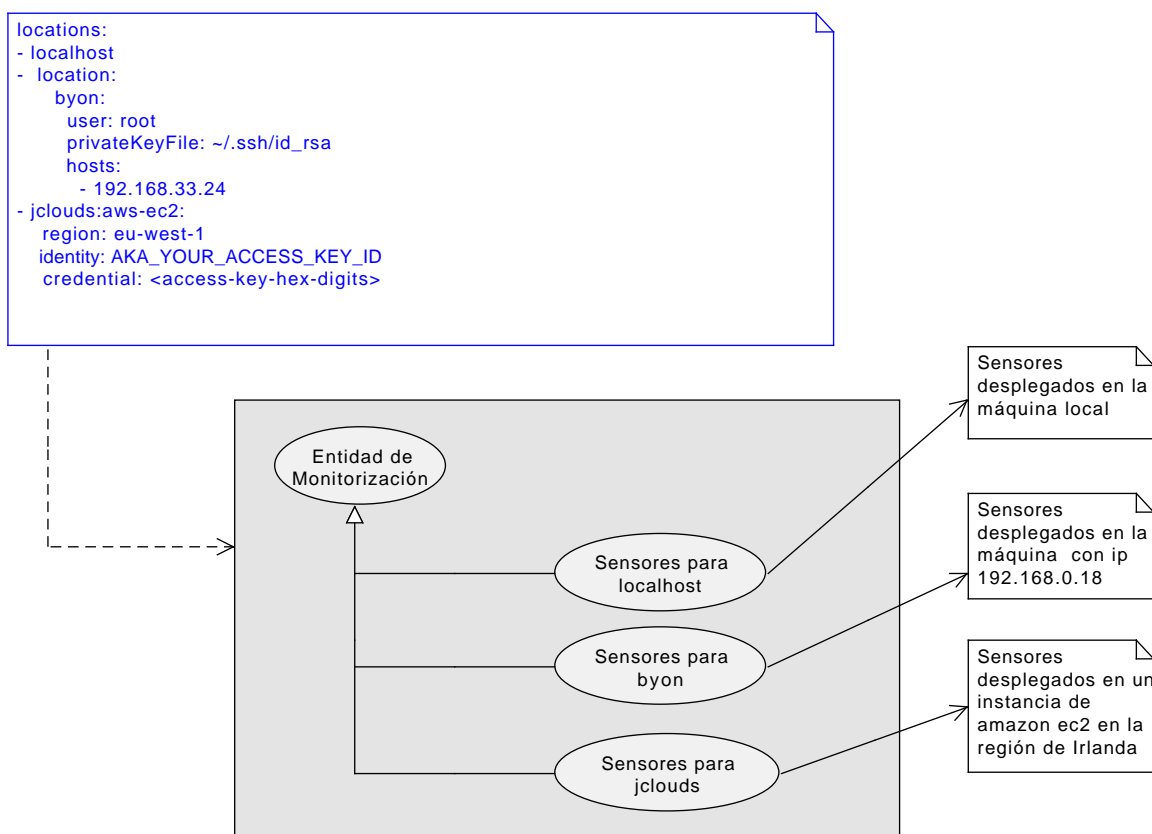 locations:
- localhost
- location:
byon:
user: root
privateKeyFile: ~/.ssh/id_rsa
hosts:
- 192.168.33.24
- jclouds:aws-ec2:
region: eu-west-1
identity: AKA_YOUR_ACCESS_KEY_ID
credential: <access-key-hex-digits>
Entidad de
Monitorización
Sensores para
localhost
Sensores para
byon
Sensores para
jclouds
Sensores
desplegados en la
máquina local
Sensores
desplegados en la
máquina con ip
192.168.0.18
Sensores
desplegados en un
instancia de
amazon ec2 en la
región de Irlanda